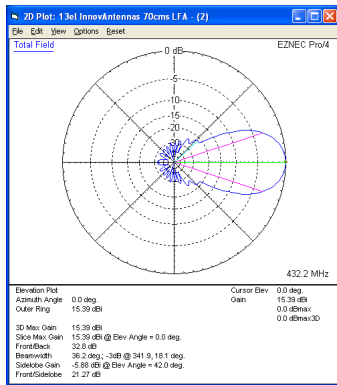 2D Plot: 13el InnovAntennas 70cms LFA - (2)
File Edit View Options Reset
Total Field
EZNEC Pro/4
0 dB
-5
-10
-15
-20
-30
432.2 MHz
Elevation Plot
Azimuth Angle 0.0 deg.
Outer Ring 15.39 dBi
Cursor Elev 0.0 deg.
Gain 15.39 dBi
0.0 dBmax
0.0 dBmax3D
3D Max Gain 15.39 dBi
Slice Max Gain 15.39 dBi @ Elev Angle = 0.0 deg.
Front/Back 32.8 dB
Beamwidth 36.2 deg.; -3dB @ 341.9, 18.1 deg.
Sidelobe Gain -5.88 dBi @ Elev Angle = 42.0 deg.
Front/Sidelobe 21.27 dB